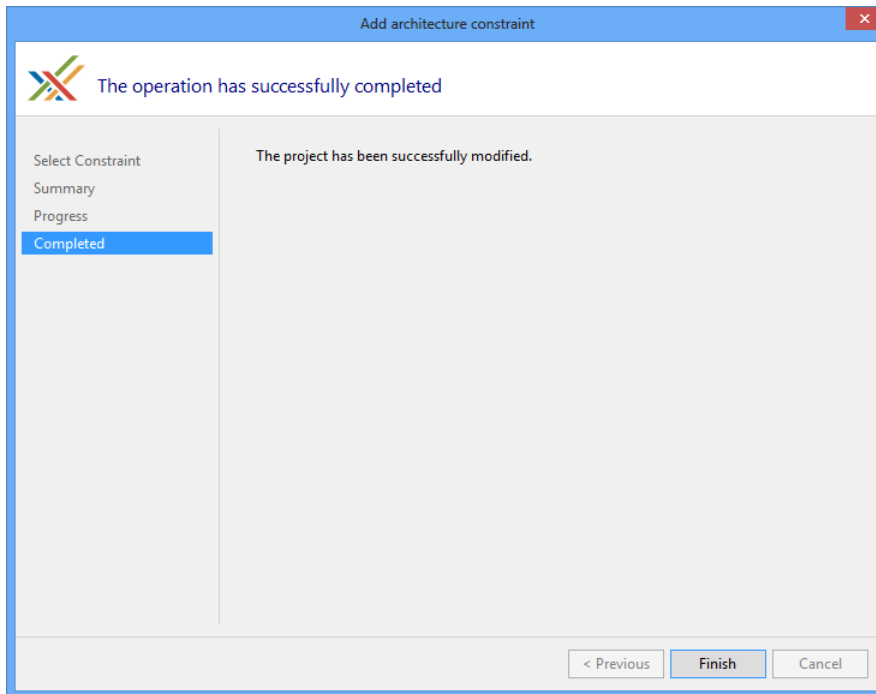 Add architecture constraint
The operation has successfully completed
Select Constraint
Summary
Progress
Completed
The project has been successfully modified.
< Previous
Finish
Cancel